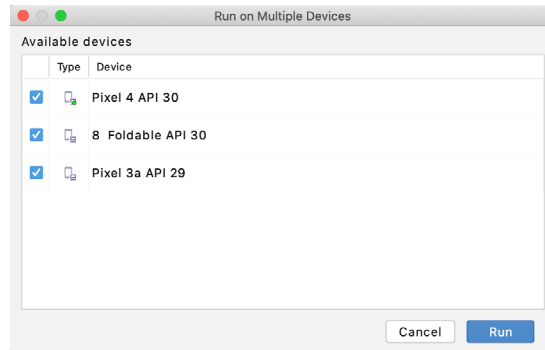 Run on Multiple Devices
Available devices
Type Device
Pixel 4 API 30
8 Foldable API 30
Pixel 3a API 29
Cancel Run